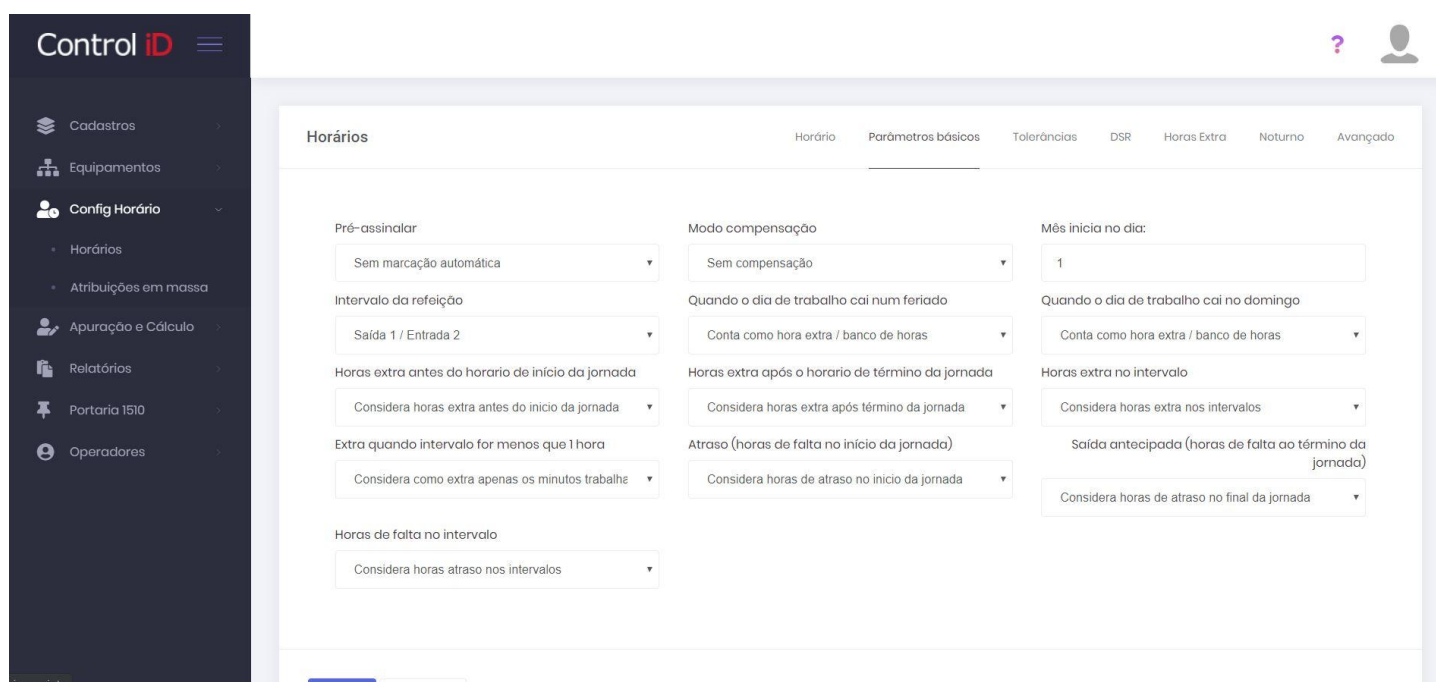 Control iD
?
Cadastros
Equipamentos
Config Horário
Horários
Atribuições em massa
Apuração e Cálculo
Relatórios
Portaria 1510
Operadores
Horários
Horário Parâmetros básicos Tolerâncias DSR Horas Extra Noturno Avançado
Pré-assinalar Modo compensação Mês inicia no dia:
Sem marcação automática Sem compensação 1
Intervalo da refeição Quando o dia de trabalho cai num feriado Quando o dia de trabalho cai no domingo
Saída 1 / Entrada 2 Conta como hora extra / banco de horas Conta como hora extra / banco de horas
Horas extra antes do horario de início da jornada Horas extra após o horario de término da jornada Horas extra no intervalo
Considera horas extra antes do inicio da jornada Considera horas extra após término da jornada Considera horas extra nos intervalos
Extra quando intervalo for menos que 1 hora Atraso (horas de falta no início da jornada) Saída antecipada (horas de falta ao término da
jornada)
Considera como extra apenas os minutos trabalha Considera horas de atraso no inicio da jornada Considera horas de atraso no final da jornada
Horas de falta no intervalo
Considera horas atraso nos intervalos